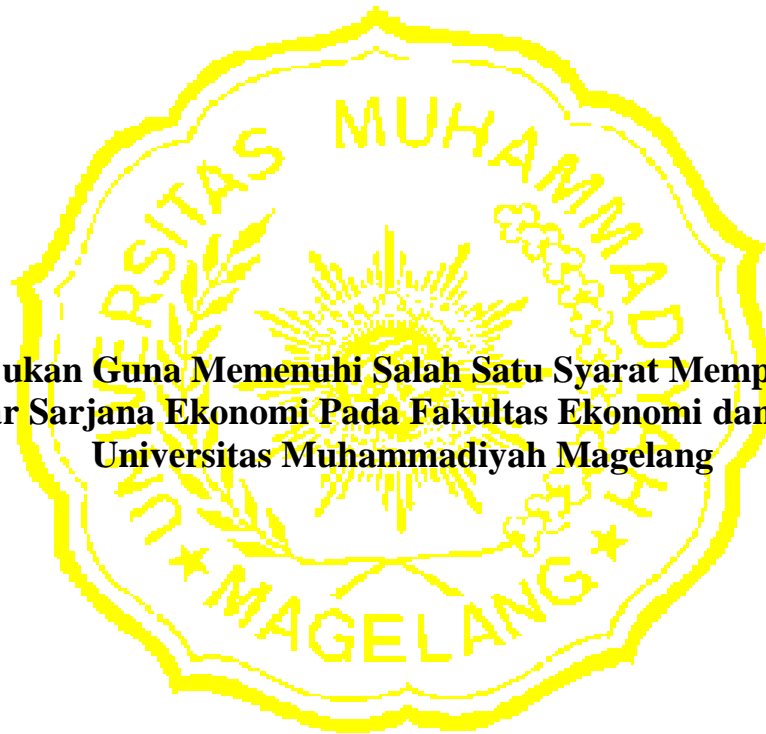 UNIVERSITAS MUHAMMADIYAH
ukan Guna Memenuhi Salah Satu Syarat Memp
r Sarjana Ekonomi Pada Fakultas Ekonomi dan
Universitas Muhammadiyah Magelang
★ MAGELANG ★